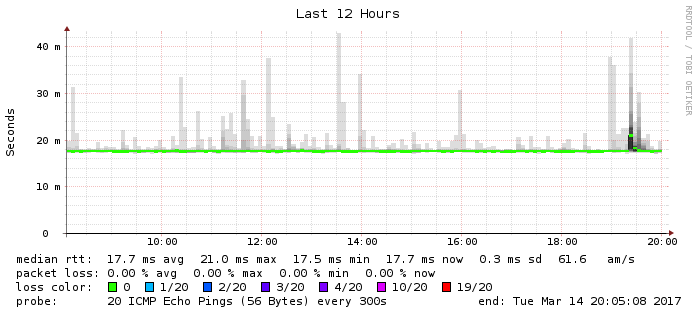 Last 12 Hours
RRDTOOL / TOBI OETIKER
Seconds
40 m
30 m
20 m
10 m
0
10:00 12:00 14:00 16:00 18:00 20:00
median rtt: 17.7 ms avg 21.0 ms max 17.5 ms min 17.7 ms now 0.3 ms sd 61.6 am/s
packet loss: 0.00 % avg 0.00 % max 0.00 % min 0.00 % now
loss color: 0 1/20 2/20 3/20 4/20 10/20 19/20
probe: 20 ICMP Echo Pings (56 Bytes) every 300s end: Tue Mar 14 20:05:08 2017